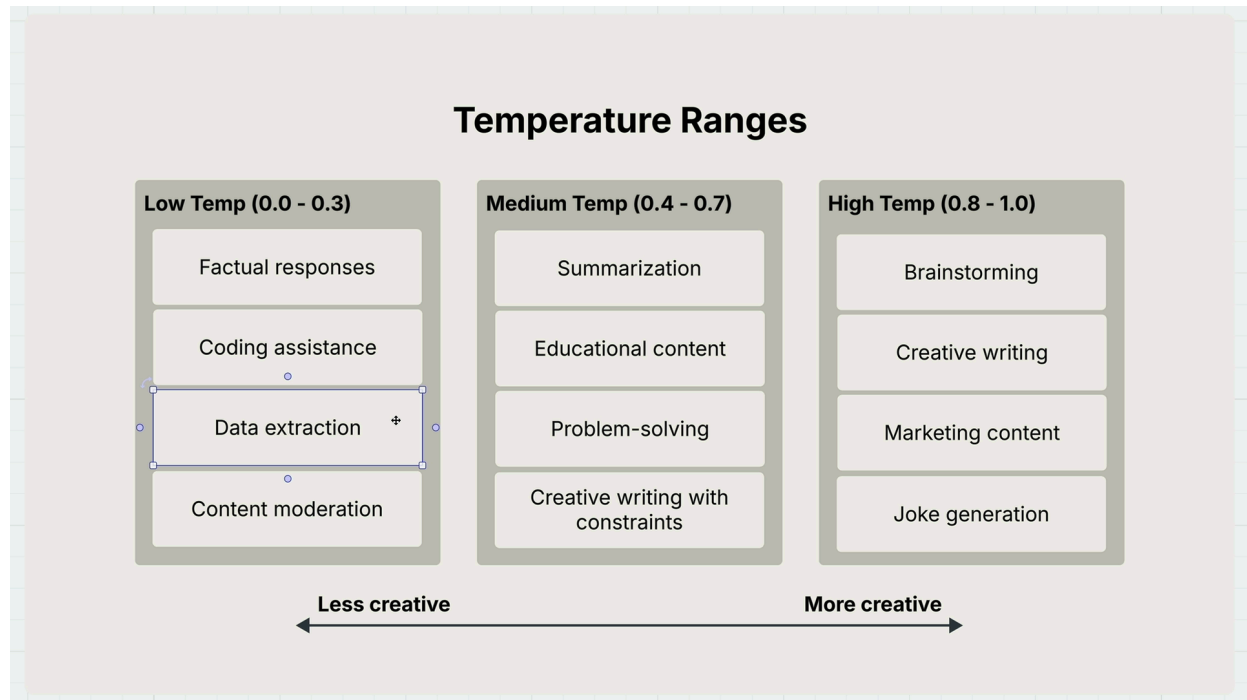 Temperature Ranges
Low Temp (0.0 - 0.3)
Factual responses
Coding assistance
Data extraction
Content moderation
Medium Temp (0.4 - 0.7)
Summarization
Educational content
Problem-solving
Creative writing with
constraints
High Temp (0.8 - 1.0)
Brainstorming
Creative writing
Marketing content
Joke generation
Less creative
More creative